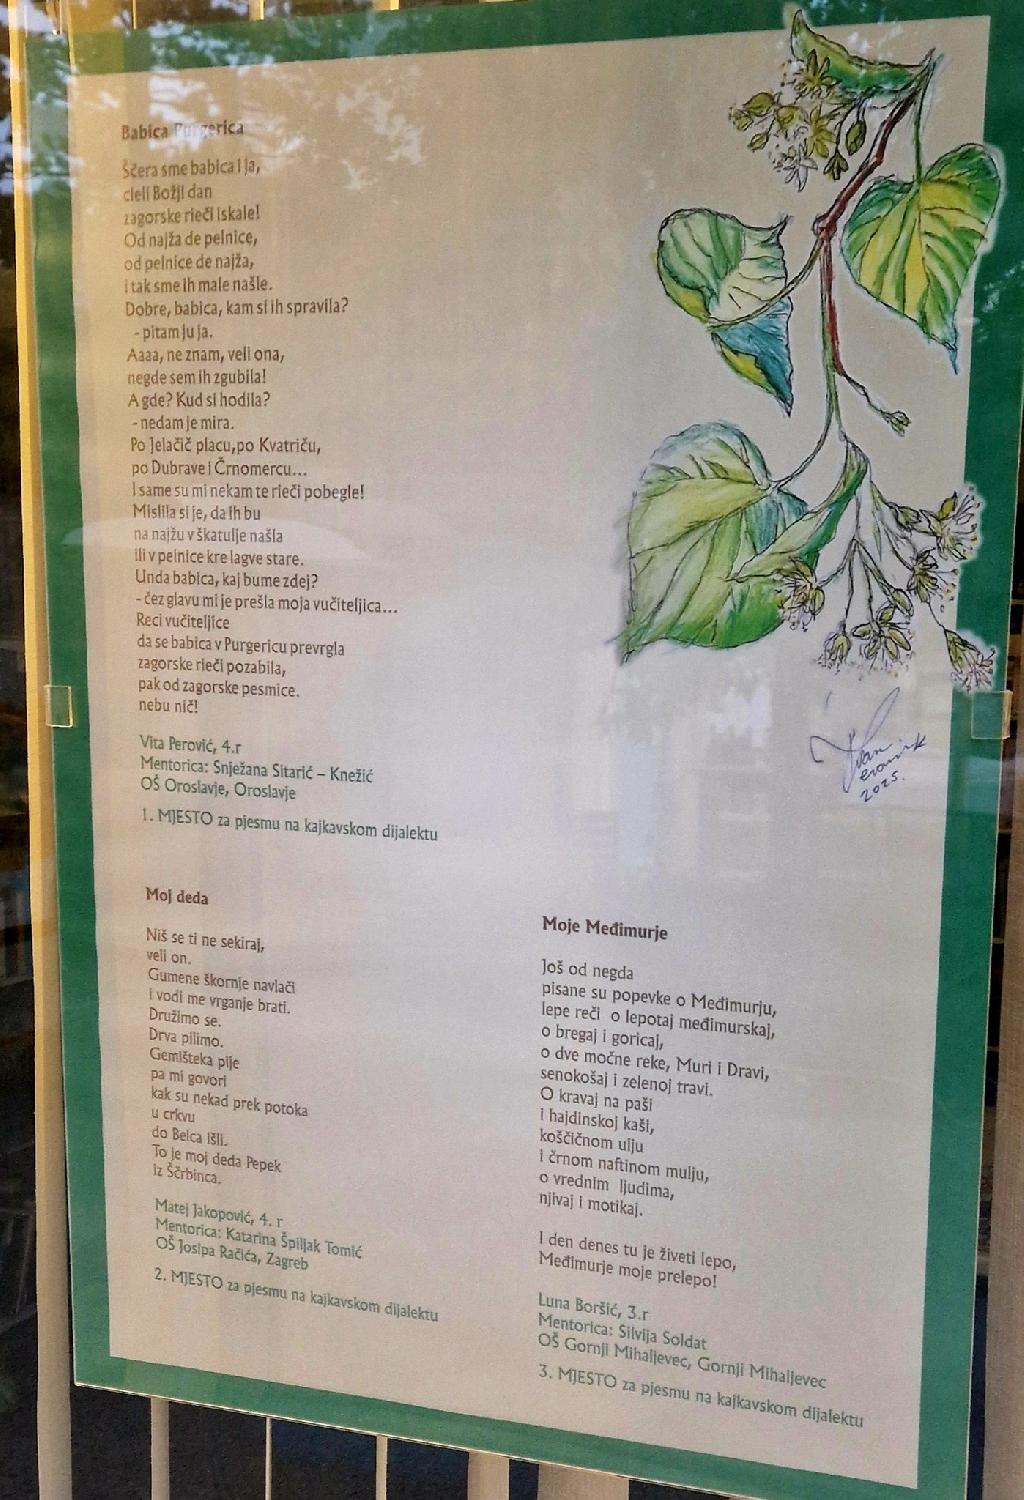 Babica Purgerica
Ščera sme babica i ja,
cieli Božji dan
zagorske rieči iskale!
Od najža de pelnice,
od pelnice de najža,
i tak sme ih male našle.
Dobre, babica, kam si ih spravila?
- pitam ju ja.
Aaaa, ne znam, veli ona,
negde sem ih zgubila!
A gde? Kud si hodila?
- nedam je mira.
Po Jelačič placu,po Kvatriču,
po Dubrave i Črnomercu...
I same su mi nekam te rieči pobegle!
Mislila si je, da ih bu
na najžu v škatulje našla
ili v pelnice kre lagve stare.
Unda babica, kaj bume zdej?
- čez glavu mi je prešla moja vučiteljica...
Reci vučiteljice
da se babica v Purgericu prevrgla
zagorske rieči pozabila,
pak od zagorske pesmice.
nebu nič!
Vita Perović, 4.r
Mentorica: Snježana Sitarić – Knežić
OŠ Oroslavje, Oroslavje
1. MJESTO za pjesmu na kajkavskom dijalektu
Moj deda
Niš se ti ne sekiraj,
veli on.
Gumene škornje navlači
i vodi me vrganje brati.
Družimo se.
Drva pilimo.
Gemišteka pije
pa mi govori
kak su nekad prek potoka
u crkvu
do Belca išli.
To je moj deda Pepek
iz Ščrbinca.
Matej Jakopović, 4. r
Mentorica: Katarina Špiljak Tomić
OŠ Josipa Račića, Zagreb
2. MJESTO za pjesmu na kajkavskom dijalektu
Moje Međimurje
Još od negda
pisane su popevke o Međimurju,
lepe reči o lepotaj međimurskaj,
o bregaj i goricaj,
o dve močne reke, Muri i Dravi,
senokošaj i zelenoj travi.
O kravaj na paši
i hajdinskoj kaši,
koščičnom ulju
i črnom naftinom mulju,
o vrednim ljudima,
njivaj i motikaj.
I den denes tu je živeti lepo,
Međimurje moje prelepo!
Luna Boršić, 3.r
Mentorica: Silvija Soldat
OŠ Gornji Mihaljevec, Gornji Mihaljevec
3. MJESTO za pjesmu na kajkavskom dijalektu
Ivan
2025.